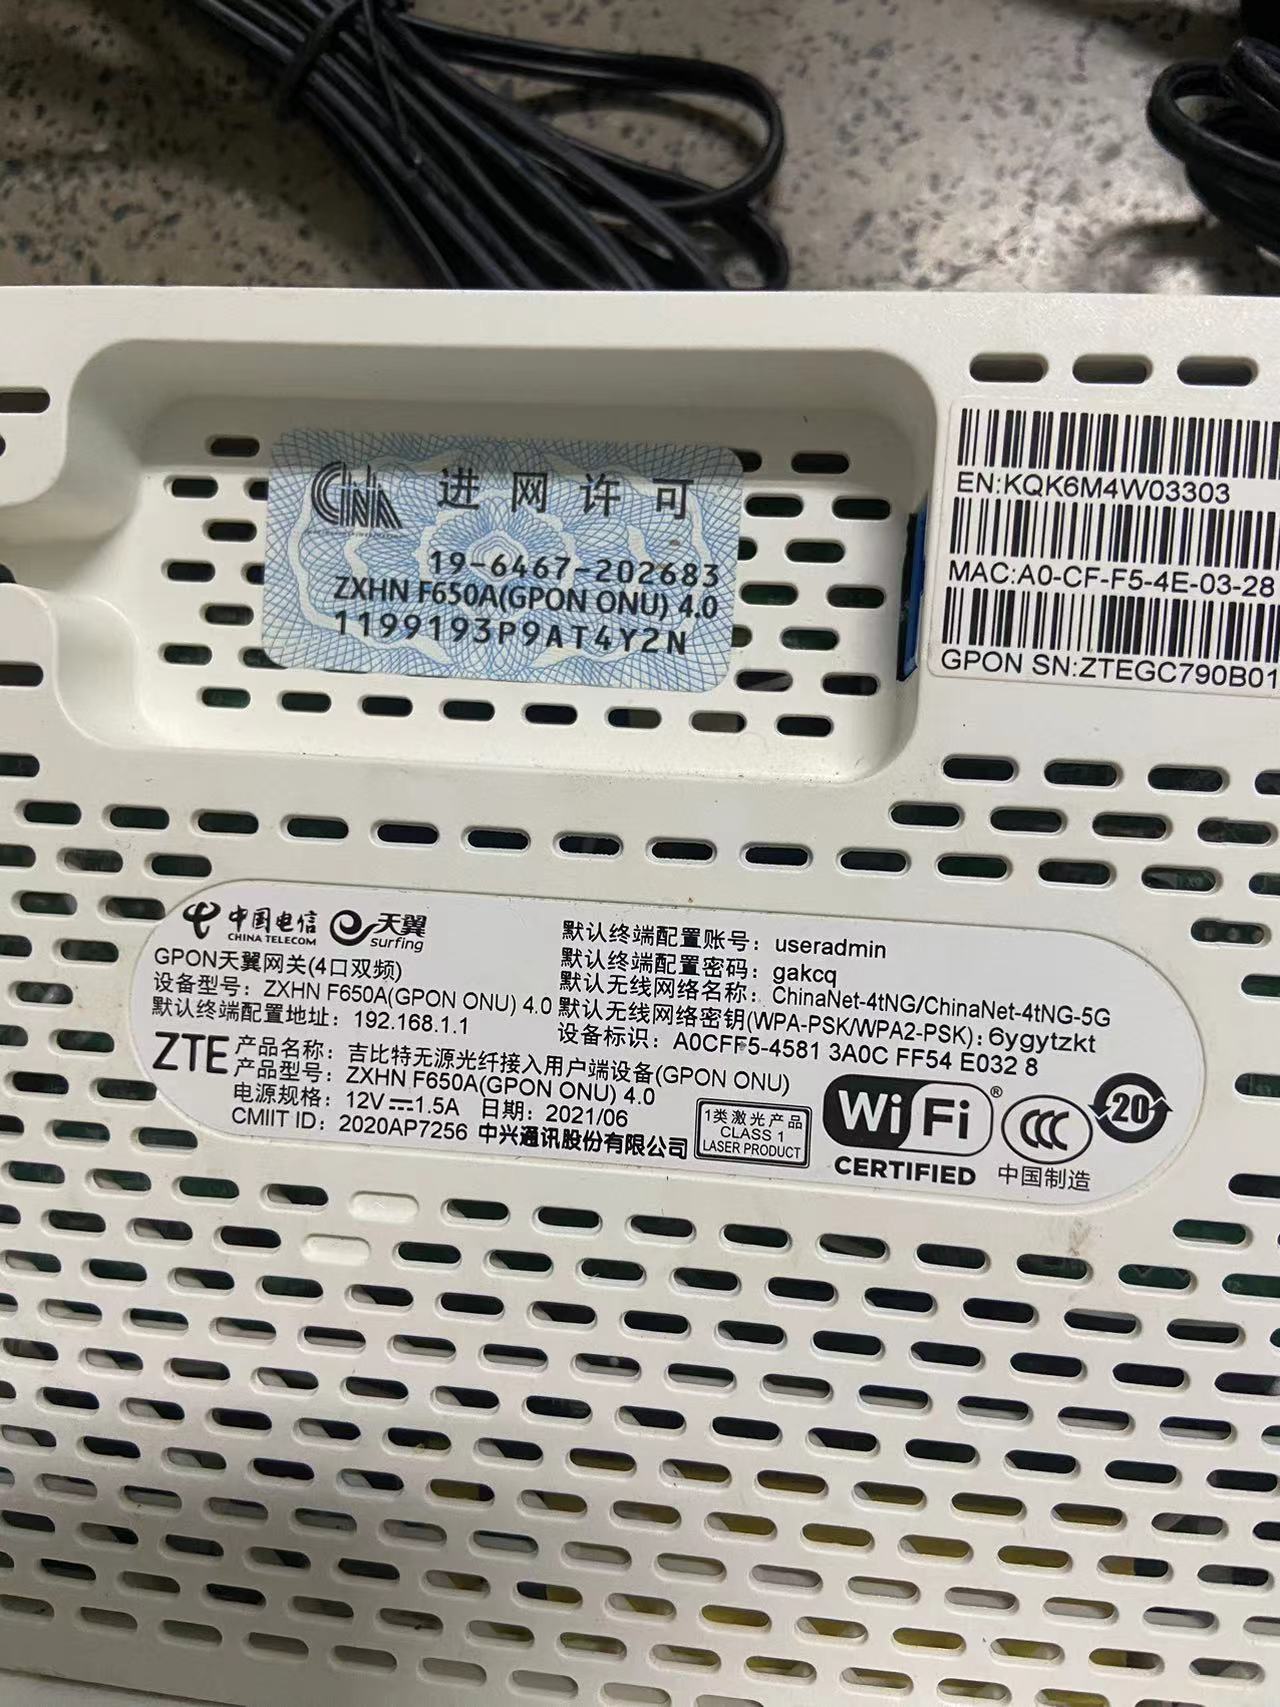 CNNA
进网许可
19-6467-202683
ZXHN F650A(GPON ONU) 4.0
1199193P9AT4Y2N
EN:KQK6M4W03303
MAC:A0-CF-F5-4E-03-28
GPON SN:ZTEGC790B01
中国电信 天翼
CHINA TELECOM surfing
GPON天翼网关(4口双频)
设备型号: ZXHN F650A(GPON ONU) 4.0
默认终端配置地址: 192.168.1.1
默认终端配置账号: useradmin
默认终端配置密码: gakcq
默认无线网络名称: ChinaNet-4tNG/ChinaNet-4tNG-5G
默认无线网络密钥(WPA-PSK/WPA2-PSK): 6ygytzkt
设备标识: A0CFF5-4581 3A0C FF54 E032 8
ZTE
产品名称: 吉比特无源光纤接入用户端设备(GPON ONU)
产品型号: ZXHN F650A(GPON ONU) 4.0
电源规格: 12V⎓1.5A 日期: 2021/06
CMIIT ID: 2020AP7256 中兴通讯股份有限公司
1类激光产品
CLASS 1
LASER PRODUCT
WiFi®
CERTIFIED
CCC
中国制造
20